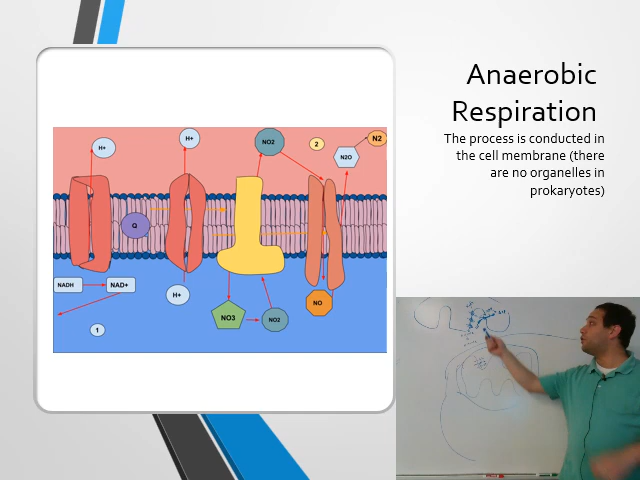 Anaerobic
Respiration
The process is conducted in
the cell membrane (there
are no organelles in
prokaryotes)
H+
H+
NO2
2
N2O
N2
Q
NADH
NAD+
H+
NO
NO3
NO2
1